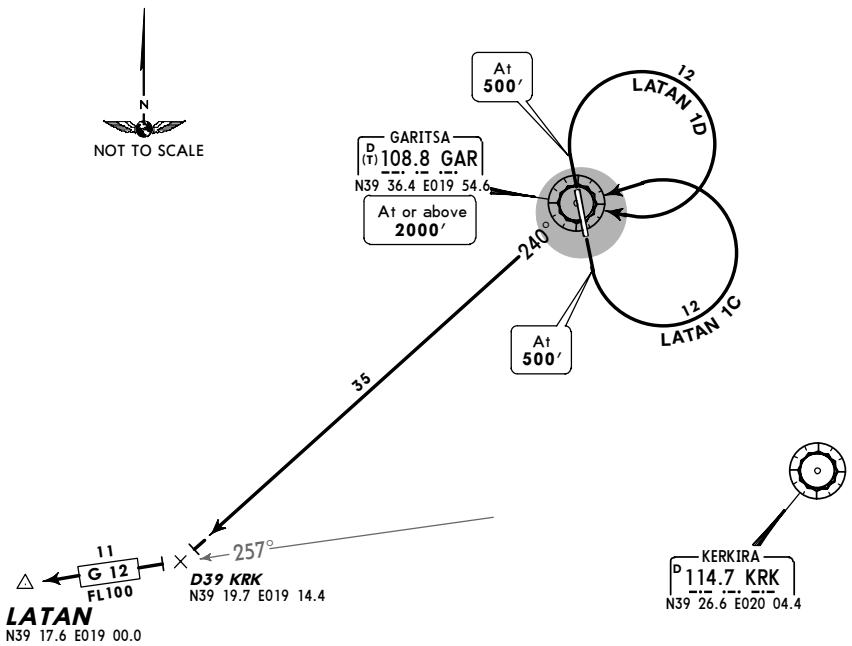 N
NOT TO SCALE
At
500'
12
LATAN 1D
GARITSA
D
(T) 108.8 GAR
N39 36.4 E019 54.6
At or above
2000'
240°
12
LATAN 1C
At
500'
35
257°
11
G 12
FL100
D39 KRK
N39 19.7 E019 14.4
LATAN
N39 17.6 E019 00.0
KERKIRA
D 114.7 KRK
N39 26.6 E020 04.4